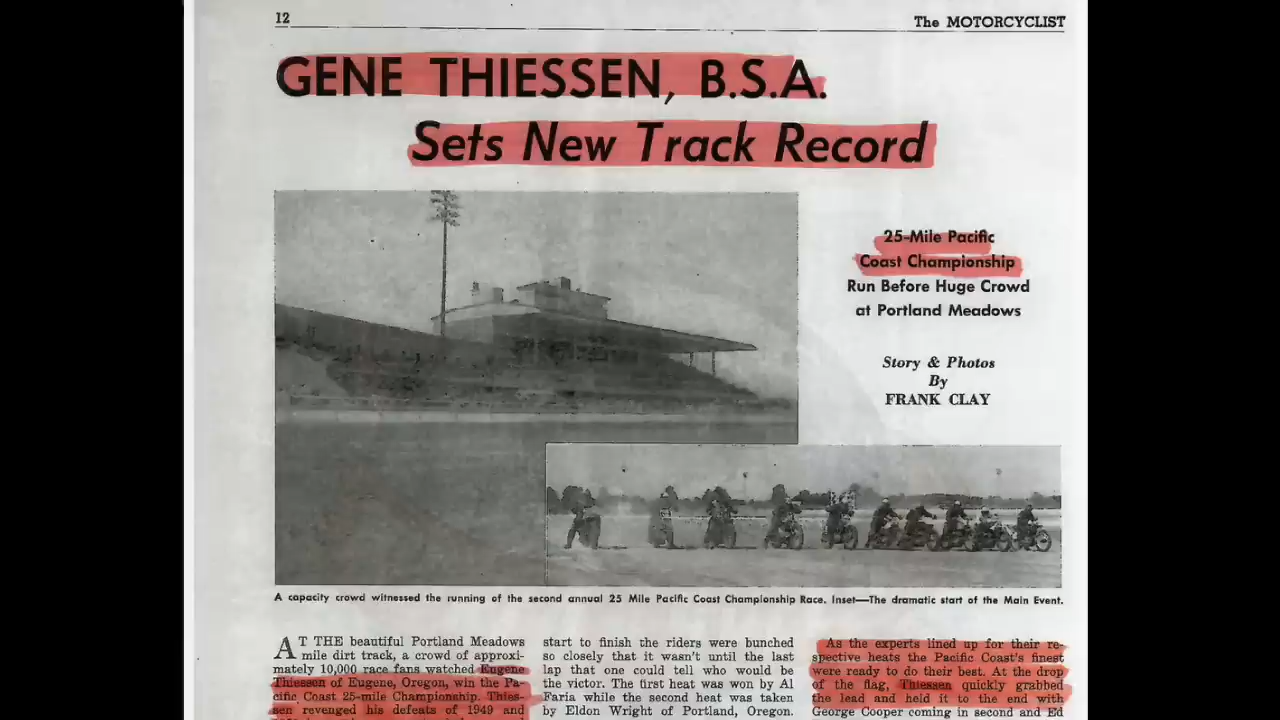 12
The MOTORCYCLIST
GENE THIESSEN, B.S.A.
Sets New Track Record
25-Mile Pacific
Coast Championship
Run Before Huge Crowd
at Portland Meadows
Story & Photos
By
FRANK CLAY
A capacity crowd witnessed the running of the second annual 25 Mile Pacific Coast Championship Race. Inset—The dramatic start of the Main Event.
AT THE beautiful Portland Meadows
mile dirt track, a crowd of approxi-
mately 10,000 race fans watched Eugene
Thiessen of Eugene, Oregon, win the Pa-
cific Coast 25-mile Championship. Thies-
sen revenged his defeats of 1949 and
start to finish the riders were bunched
so closely that it wasn't until the last
lap that one could tell who would be
the victor. The first heat was won by Al
Faria while the second heat was taken
by Eldon Wright of Portland, Oregon.
As the experts lined up for their re-
spective heats the Pacific Coast's finest
were ready to do their best. At the drop
of the flag, Thiessen quickly grabbed
the lead and held it to the end with
George Cooper coming in second and Ed